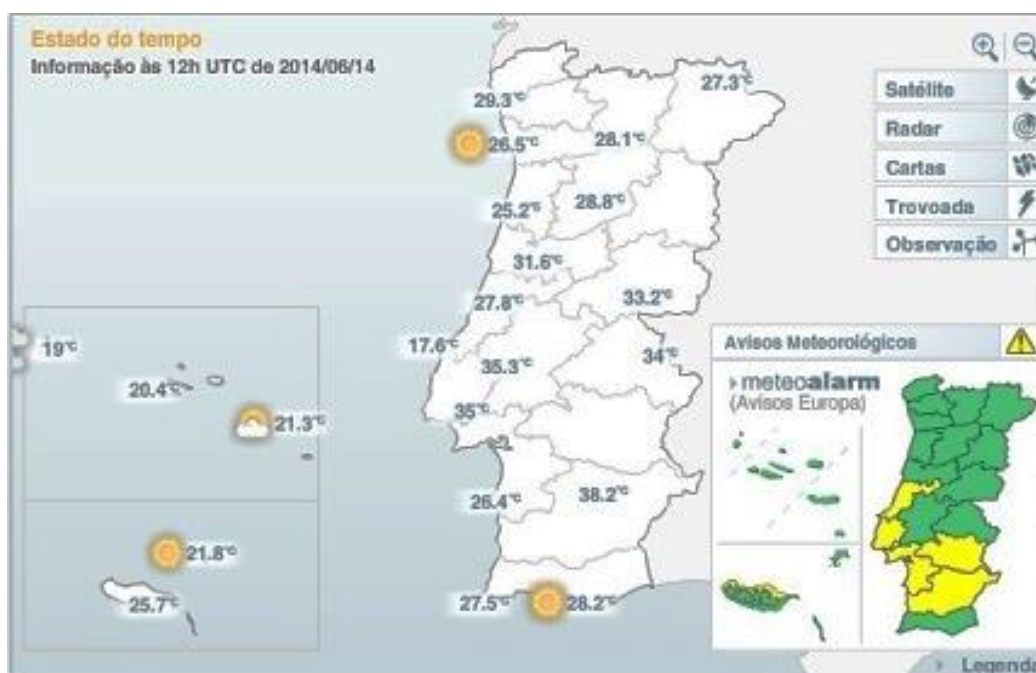 Estado do tempo
Informação às 12h UTC de 2014/06/14
27.3°C
29.3°C
26.5°C
28.1°C
25.2°C
28.8°C
31.6°C
27.8°C
33.2°C
17.6°C
35.3°C
34°C
35°C
26.4°C
38.2°C
27.5°C
28.2°C
19°C
20.4°C
21.3°C
21.8°C
25.7°C
Satélite
Radar
Cartas
Trovoada
Observação
Avisos Meteorológicos
meteoalarm
(Avisos Europa)
Legenda